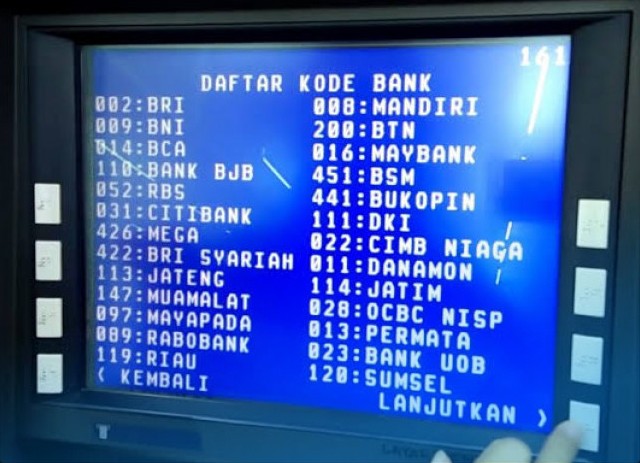 161
DAFTAR KODE BANK
002:BRI
009:BNI
014:BCA
110:BANK BJB
052:RBS
031:CITIBANK
426:MEGA
422:BRI SYARIAH
113:JATENG
147:MUAMALAT
097:MAYAPADA
089:RABOBANK
119:RIAU
< KEMBALI
008:MANDIRI
200:BTN
016:MAYBANK
451:BSM
441:BUKOPIN
111:DKI
022:CIMB NIAGA
011:DANAMON
114:JATIM
028:OCBC NISP
013:PERMATA
023:BANK UOB
120:SUMSEL
LANJUTKAN >